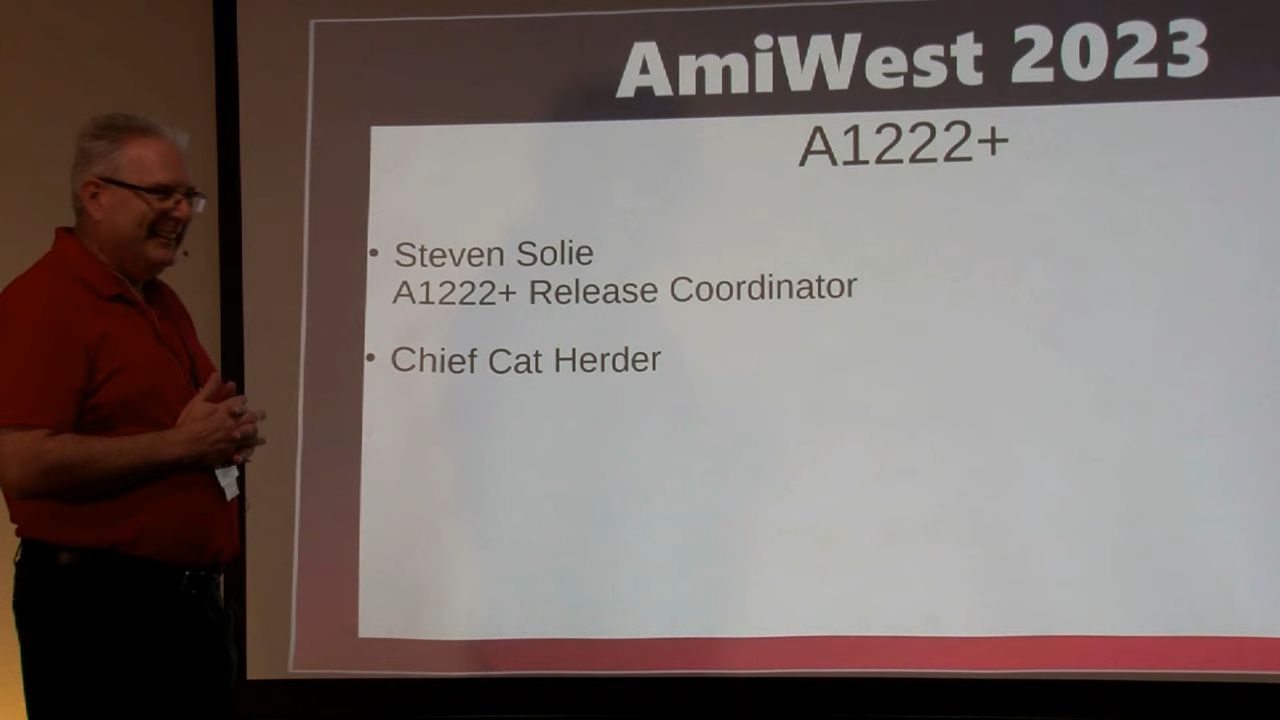 AmiWest 2023
A1222+
• Steven Solie
A1222+ Release Coordinator
• Chief Cat Herder